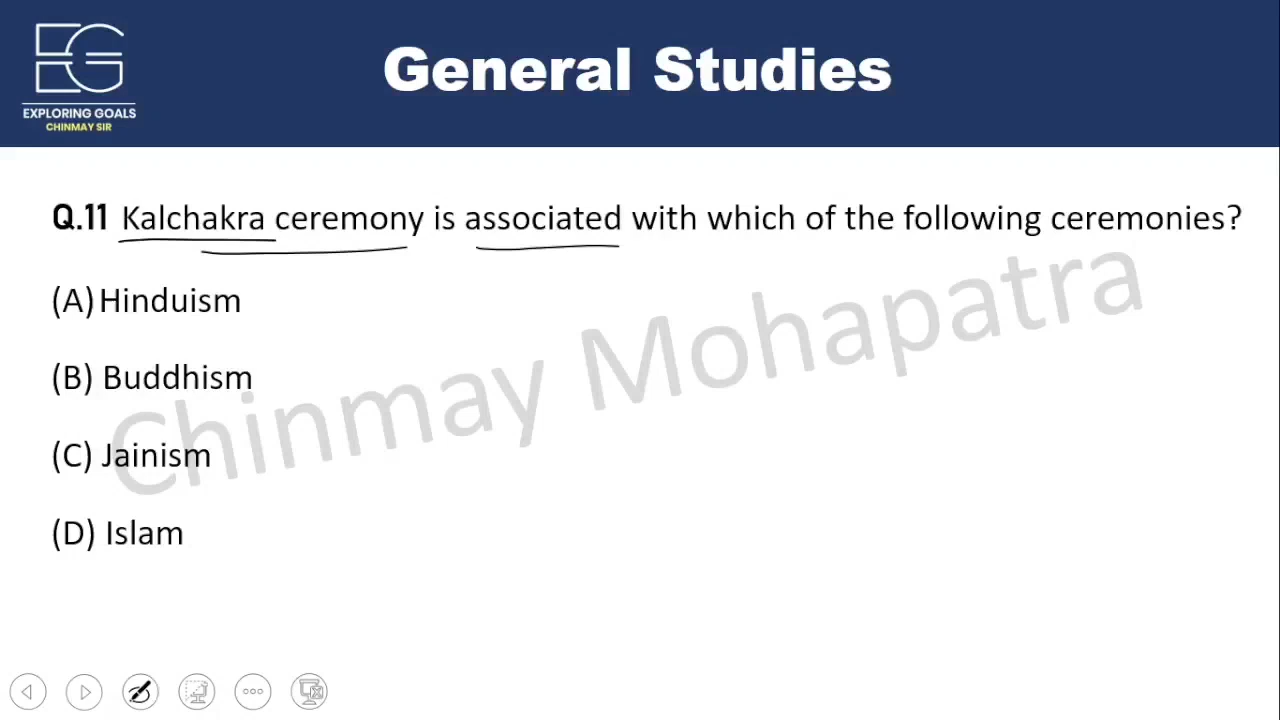 EG
EXPLORING GOALS
CHINMAY SIR
General Studies
Q.11 Kalchakra ceremony is associated with which of the following ceremonies?
(A) Hinduism
(B) Buddhism
(C) Jainism
(D) Islam
Chinmay Mohapatra